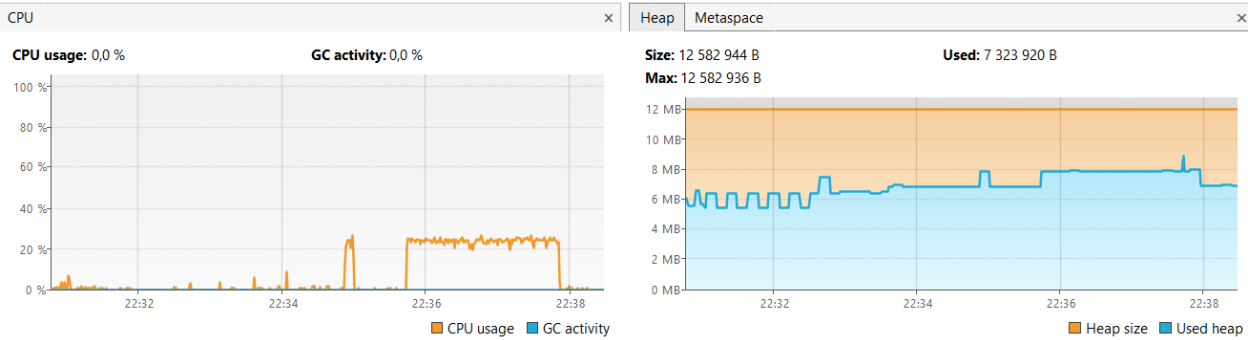 CPU ×
CPU usage: 0,0 % GC activity: 0,0 %
100 %
80 %
60 %
40 %
20 %
0 %
22:32 22:34 22:36 22:38
CPU usage GC activity
Heap Metaspace ×
Size: 12 582 944 B Used: 7 323 920 B
Max: 12 582 936 B
12 MB
10 MB
8 MB
6 MB
4 MB
2 MB
0 MB
22:32 22:34 22:36 22:38
Heap size Used heap